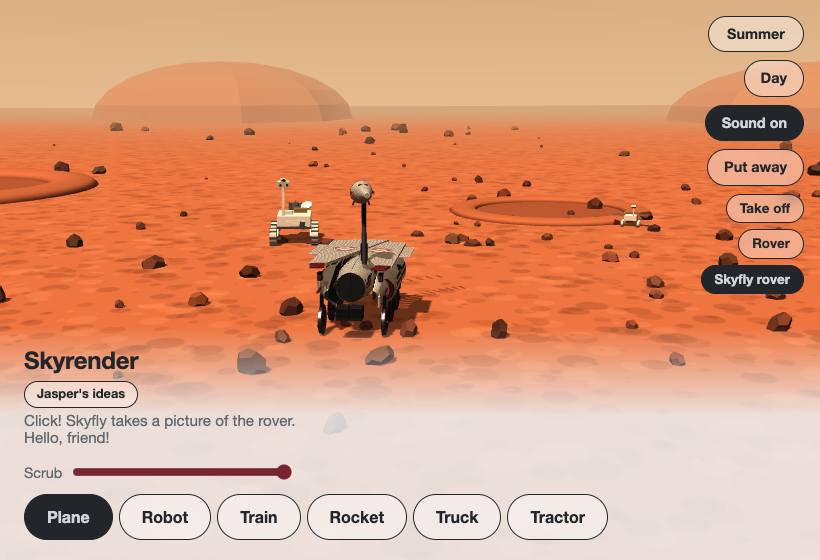 Summer
Day
Sound on
Put away
Take off
Rover
Skyfly rover
Skyrender
Jasper's ideas
Click! Skyfly takes a picture of the rover.
Hello, friend!
Scrub
Plane
Robot
Train
Rocket
Truck
Tractor